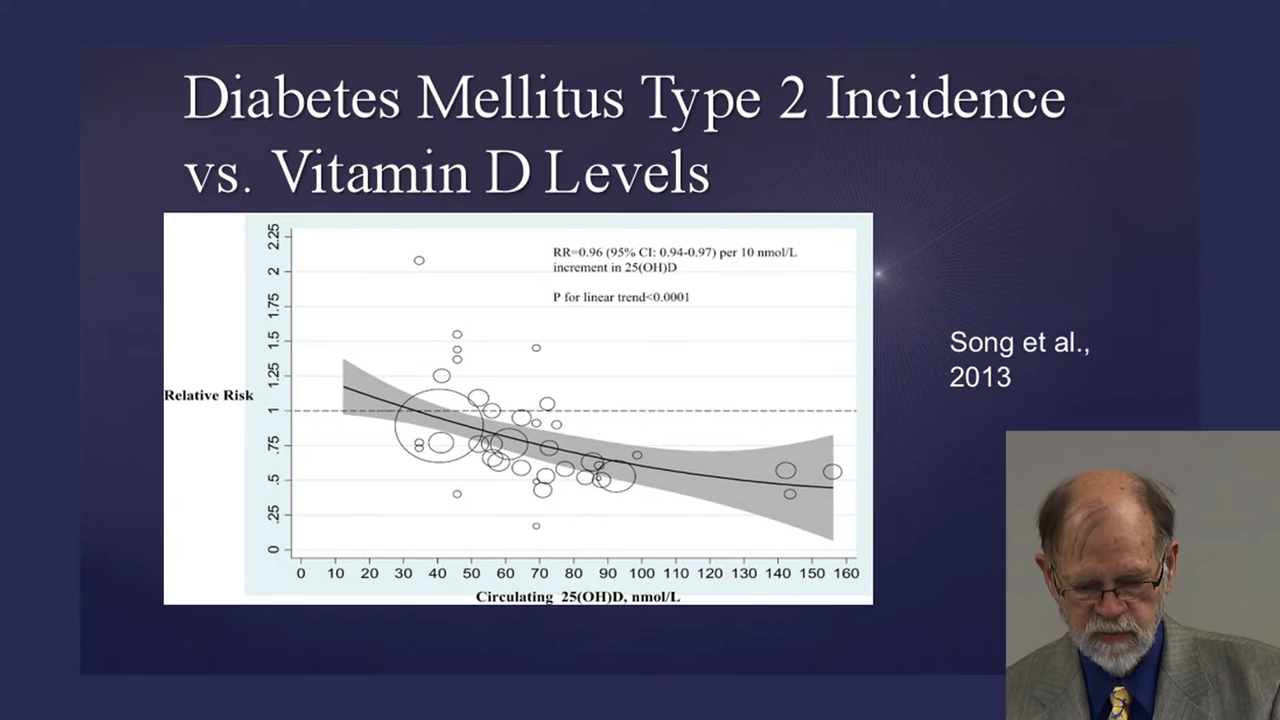 Diabetes Mellitus Type 2 Incidence
vs. Vitamin D Levels
RR=0.96 (95% CI: 0.94-0.97) per 10 nmol/L
increment in 25(OH)D
P for linear trend<0.0001
2.25
2
1.75
1.5
1.25
1
.75
.5
.25
0
Relative Risk
0 10 20 30 40 50 60 70 80 90 100 110 120 130 140 150 160
Circulating 25(OH)D, nmol/L
Song et al.,
2013